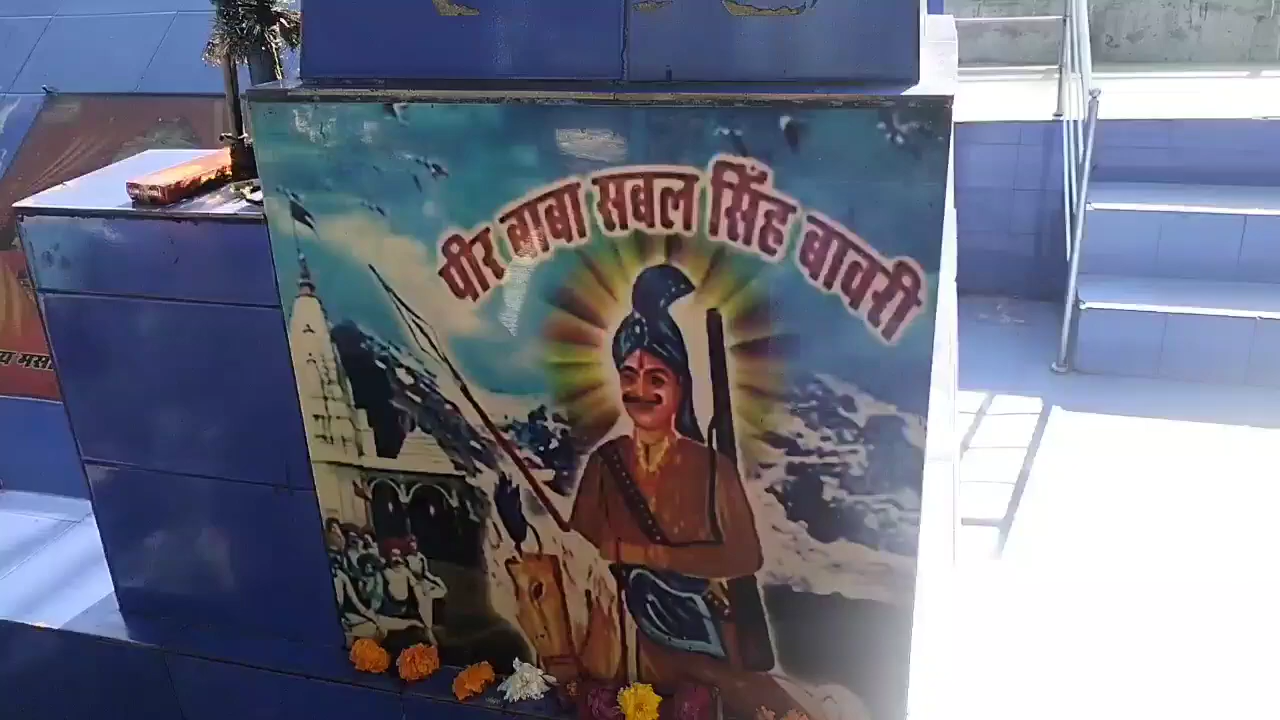 पीर बाबा सबल सिँह बावरी